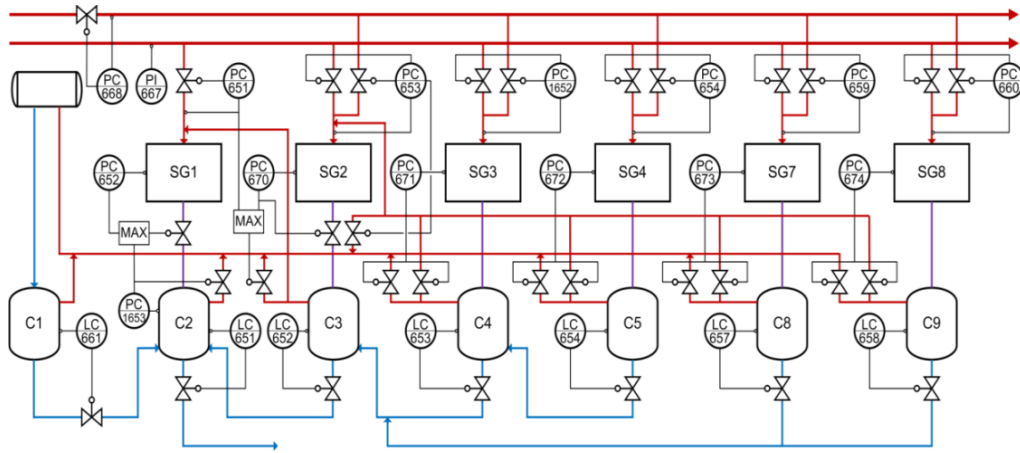 PC
668
PI
667
PC
651
PC
653
PC
1652
PC
654
PC
659
PC
660
PC
652
SG1
PC
670
SG2
PC
671
SG3
PC
672
SG4
PC
673
SG7
PC
674
SG8
MAX
MAX
C1
LC
661
PC
1653
C2
LC
651
LC
652
C3
LC
653
C4
LC
654
C5
LC
657
C8
LC
658
C9